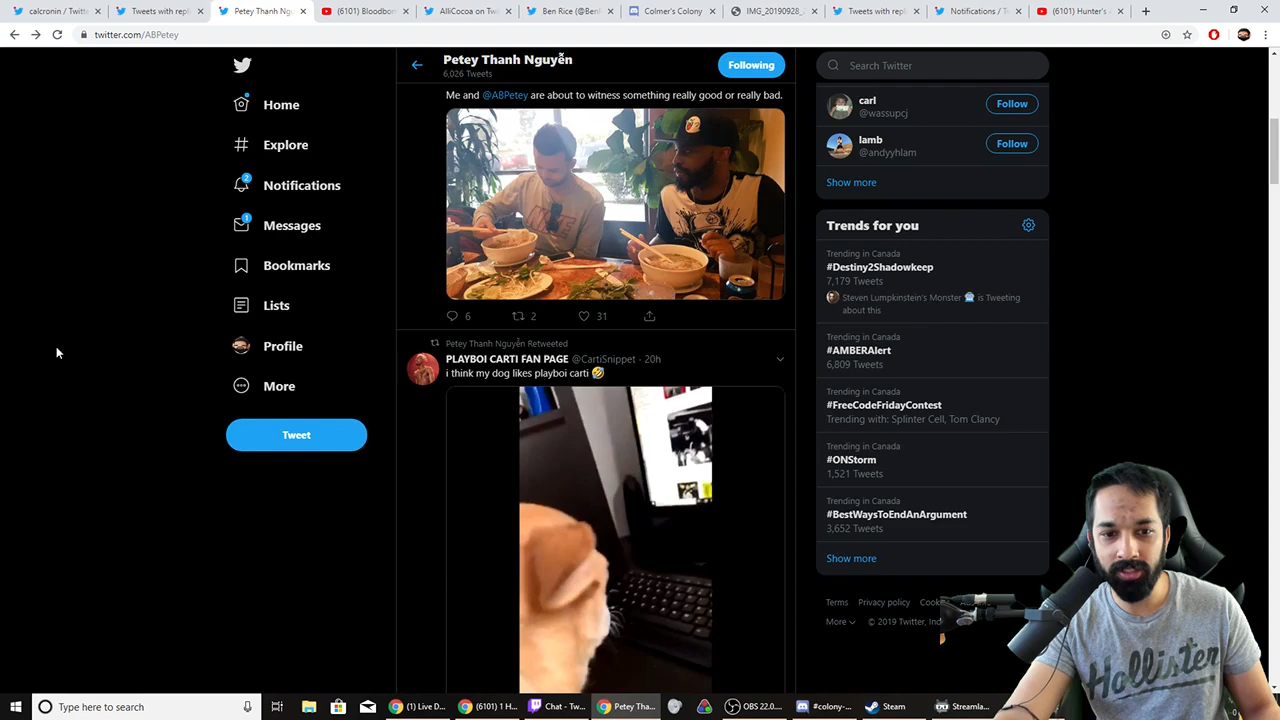 calcronin / Twitter
Tweets with repl
Petey Thanh Ngu
(6101) Bloodbor
AlliCocoa on Tw
Ben Rice (@Ben
Colmer's Colony
IMG_20190928_
Tweets with repl
Notifications / T
(6101) Hunter's
twitter.com/ABPetey
Home
Explore
2
Notifications
1
Messages
Bookmarks
Lists
Profile
More
Tweet
Petey Thanh Nguyễn
6,026 Tweets
Following
Me and @ABPetey are about to witness something really good or really bad.
6
2
31
Petey Thanh Nguyễn Retweeted
PLAYBOI CARTI FAN PAGE @CartiSnippet · 20h
i think my dog likes playboi carti 🤣
Search Twitter
carl
@wassupcj
Follow
lamb
@andyyhlam
Follow
Show more
Trends for you
Trending in Canada
#Destiny2Shadowkeep
7,179 Tweets
Steven Lumpkinstein's Monster is Tweeting
about this
Trending in Canada
#AMBERAlert
6,809 Tweets
Trending in Canada
#FreeCodeFridayContest
Trending with: Splinter Cell, Tom Clancy
Trending in Canada
#ONStorm
1,521 Tweets
Trending in Canada
#BestWaysToEndAnArgument
3,652 Tweets
Show more
Terms Privacy policy Cook
More © 2019 Twitter, Inc
Hollister
Type here to search
(1) Live D...
(6101) 1 H...
Chat - Tw...
Petey Tha...
OBS 22.0....
#colony-...
Steam
Streamla...